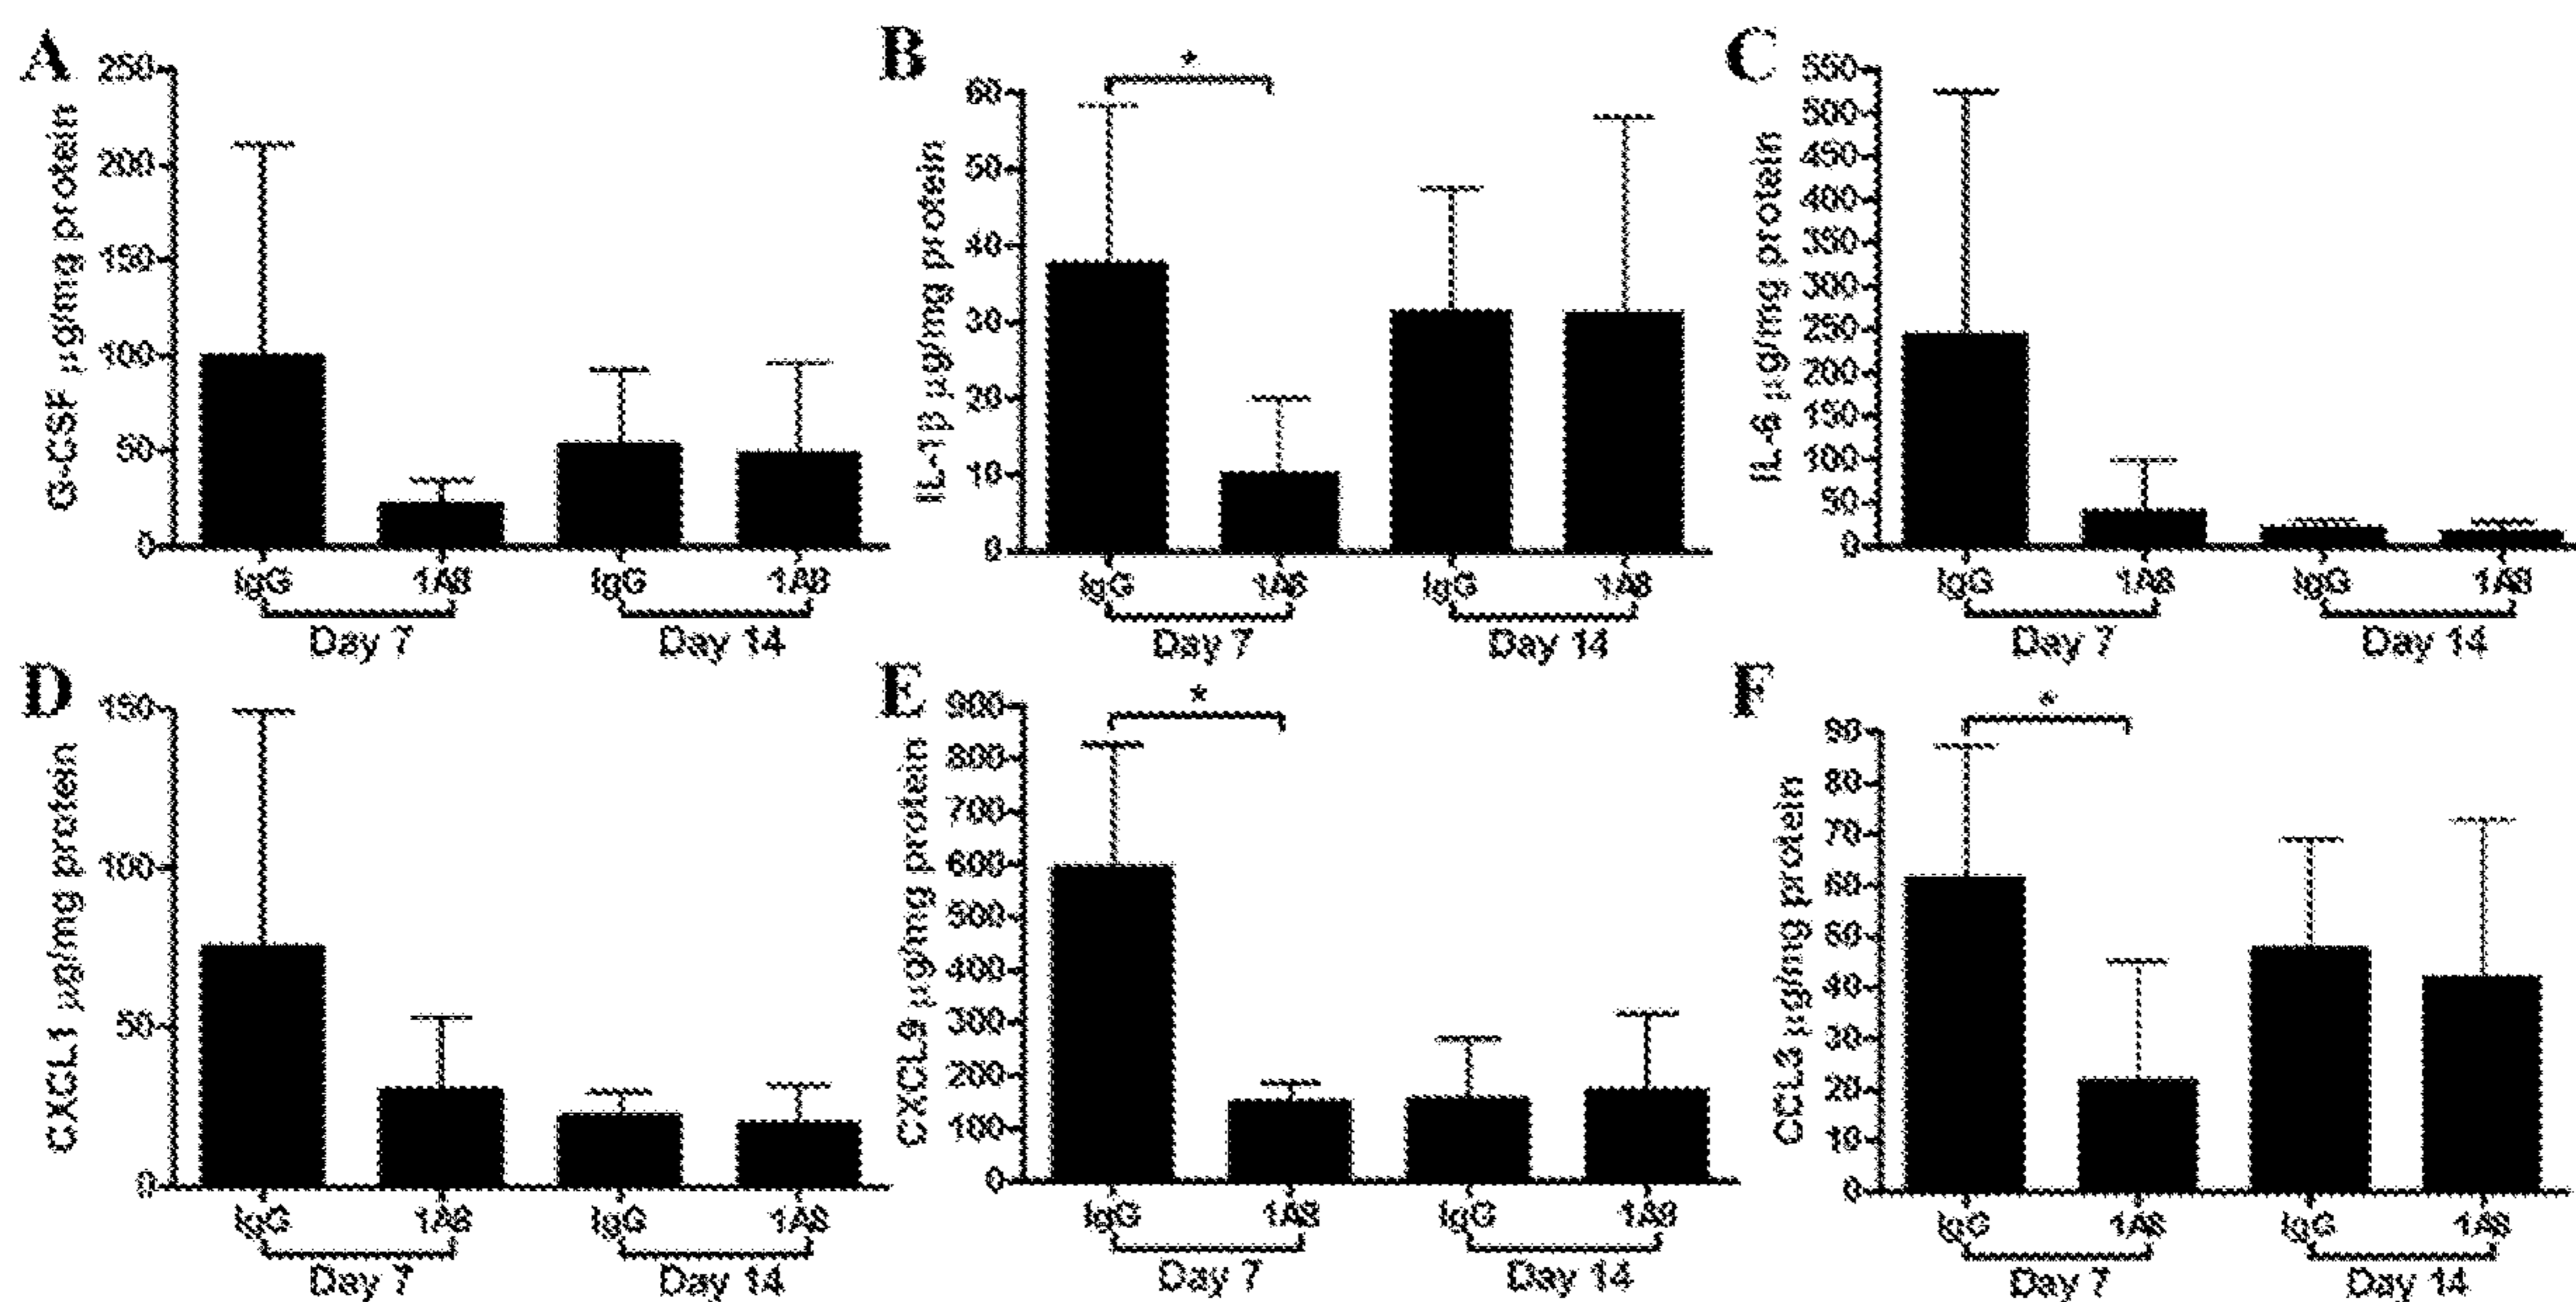 A
G-CSF µg/mg protein
250
200
150
100
50
0
IgG 1A8 IgG 1A8
Day 7 Day 14
B
*
IL-1β µg/mg protein
60
50
40
30
20
10
0
IgG 1A8 IgG 1A8
Day 7 Day 14
C
IL-6 µg/mg protein
550
500
450
400
350
300
250
200
150
100
50
0
IgG 1A8 IgG 1A8
Day 7 Day 14
D
CXCL1 µg/mg protein
150
100
50
0
IgG 1A8 IgG 1A8
Day 7 Day 14
E
*
CXCL9 µg/mg protein
900
800
700
600
500
400
300
200
100
0
IgG 1A8 IgG 1A8
Day 7 Day 14
F
*
µg/mg protein
90
80
70
60
50
40
30
20
10
0
IgG 1A8 IgG 1A8
Day 7 Day 14